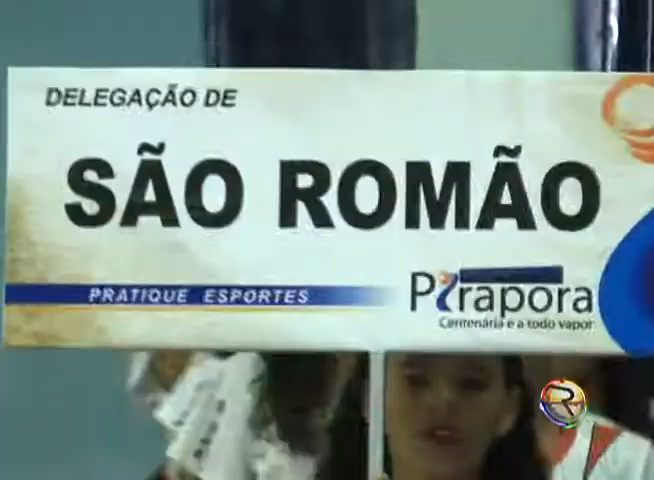 DELEGAÇÃO DE
SÃO ROMÃO
PRATIQUE ESPORTES
Pirapora
Centenária e a todo vapor
R